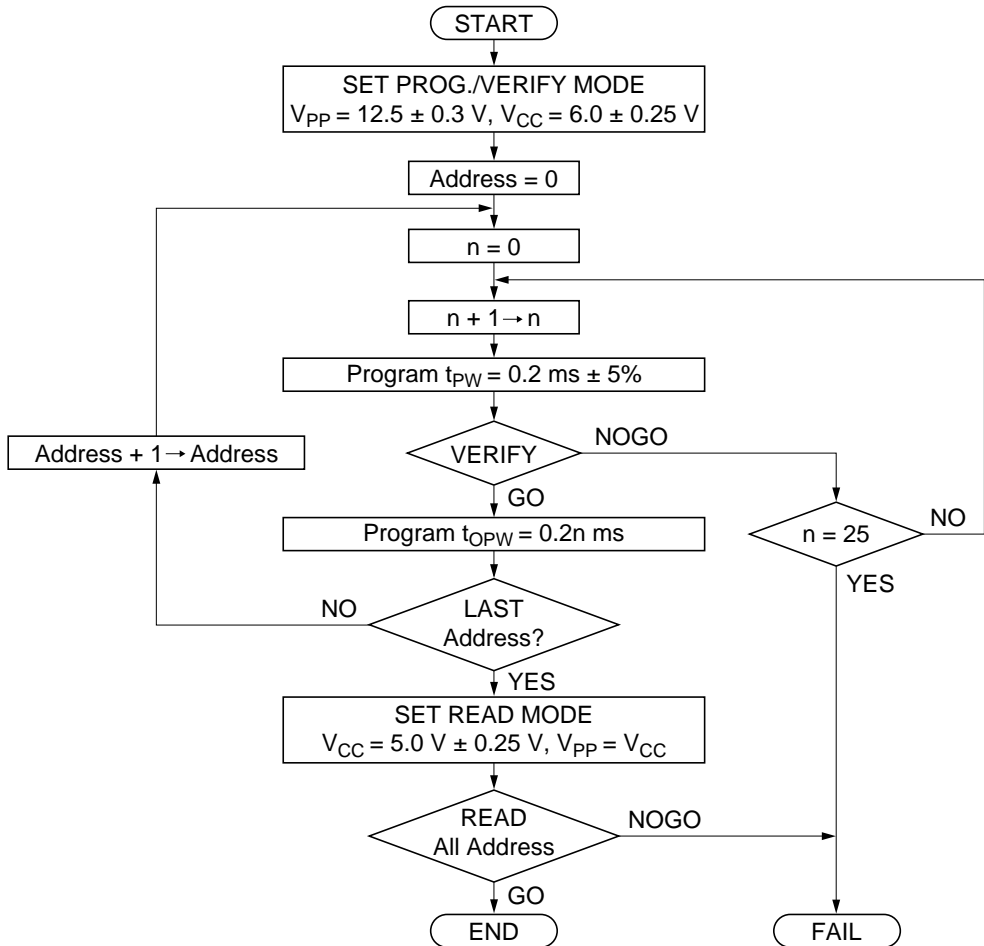 START
SET PROG./VERIFY MODE
V_PP = 12.5 ± 0.3 V, V_CC = 6.0 ± 0.25 V
Address = 0
n = 0
n + 1 → n
Program t_PW = 0.2 ms ± 5%
Address + 1 → Address
VERIFY
NOGO
GO
Program t_OPW = 0.2n ms
n = 25
NO
YES
NO
LAST
Address?
YES
SET READ MODE
V_CC = 5.0 V ± 0.25 V, V_PP = V_CC
READ
All Address
NOGO
GO
END
FAIL